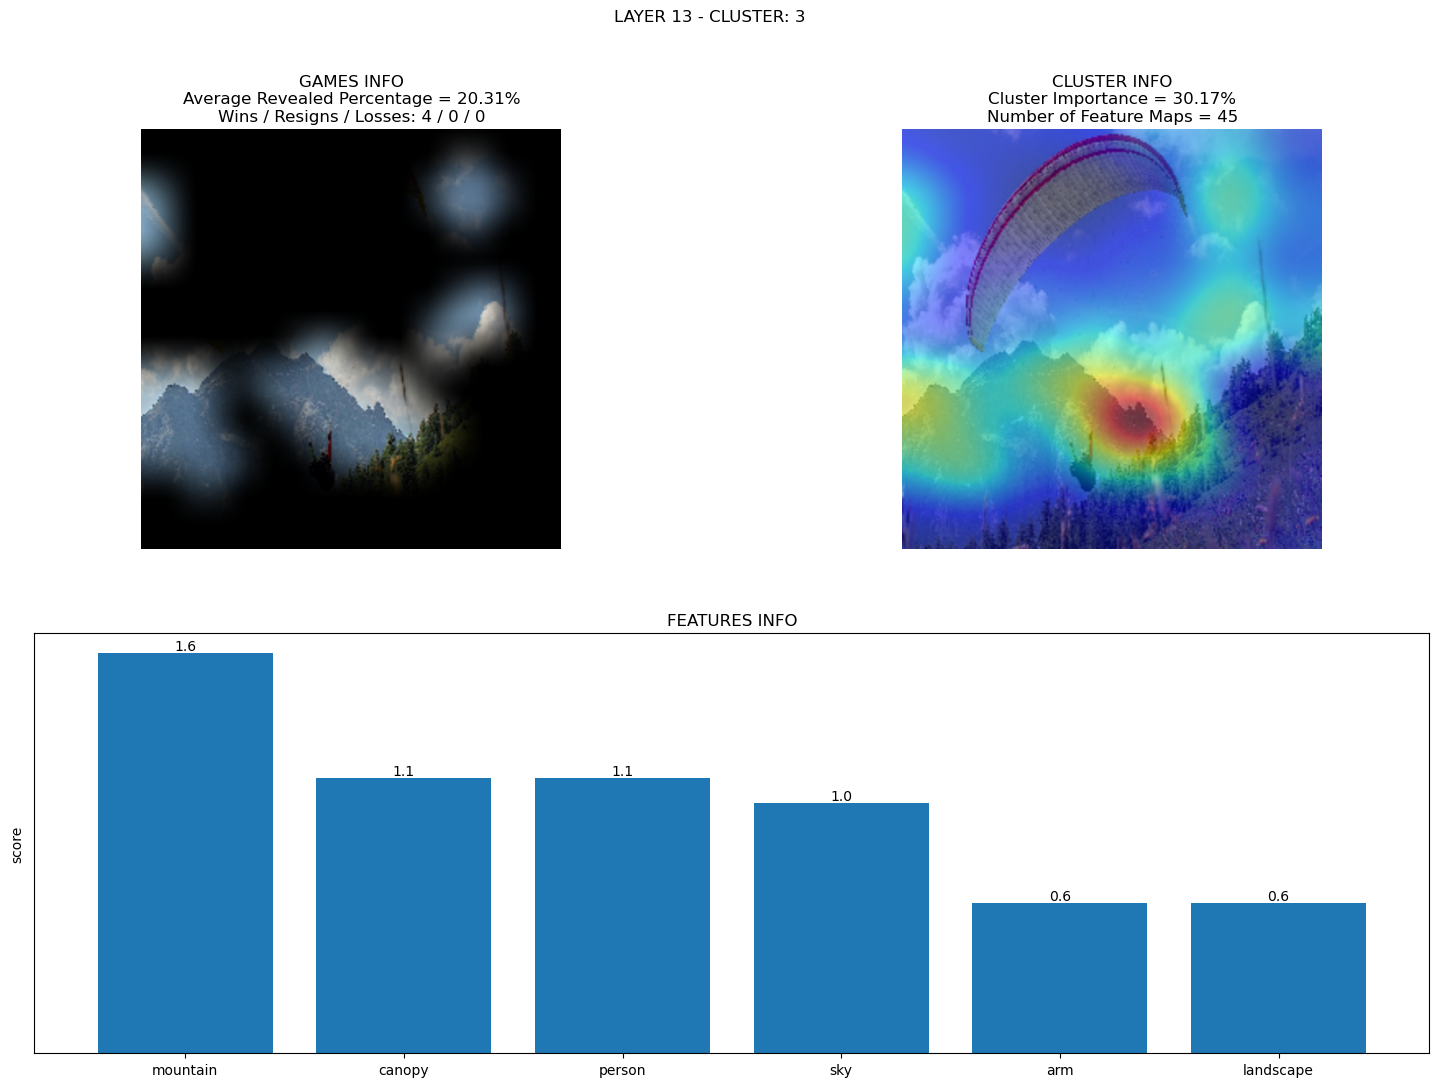 LAYER 13 - CLUSTER: 3
GAMES INFO
Average Revealed Percentage = 20.31%
Wins / Resigns / Losses: 4 / 0 / 0
CLUSTER INFO
Cluster Importance = 30.17%
Number of Feature Maps = 45
FEATURES INFO
score
1.6
1.1
1.1
1.0
0.6
0.6
mountain
canopy
person
sky
arm
landscape